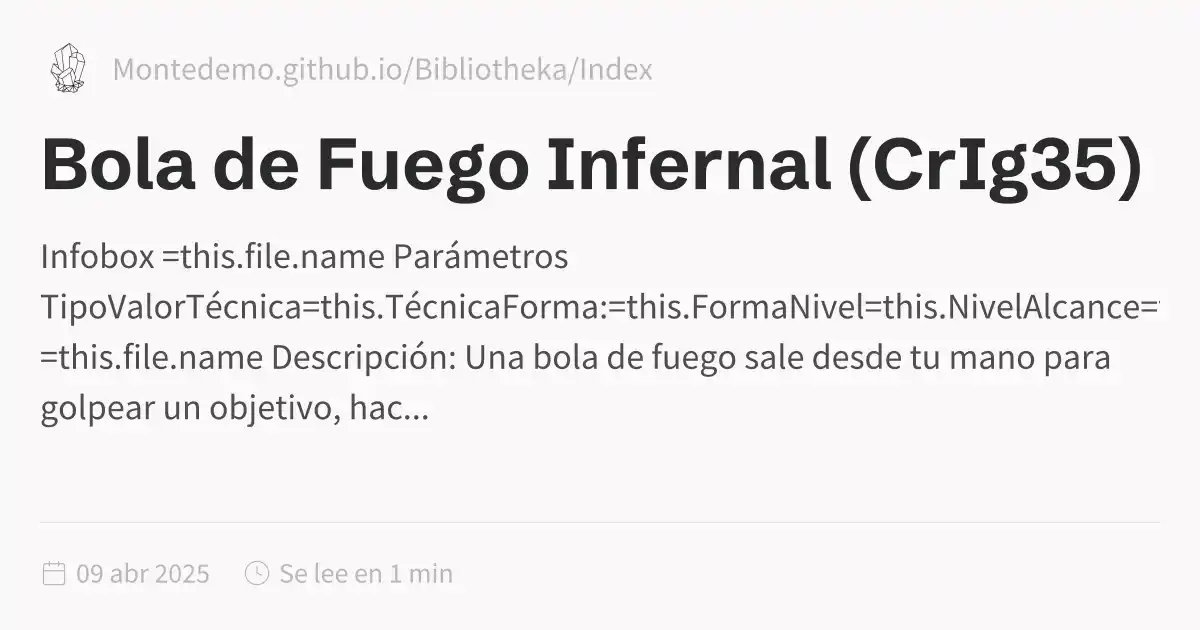 Montedemo.github.io/Bibliotheka/Index
Bola de Fuego Infernal (CrIg35)
Infobox =this.file.name Parámetros
TipoValorTécnica=this.TécnicaForma:=this.FormaNivel=this.NivelAlcance=
=this.file.name Descripción: Una bola de fuego sale desde tu mano para
golpear un objetivo, hac...
09 abr 2025
Se lee en 1 min